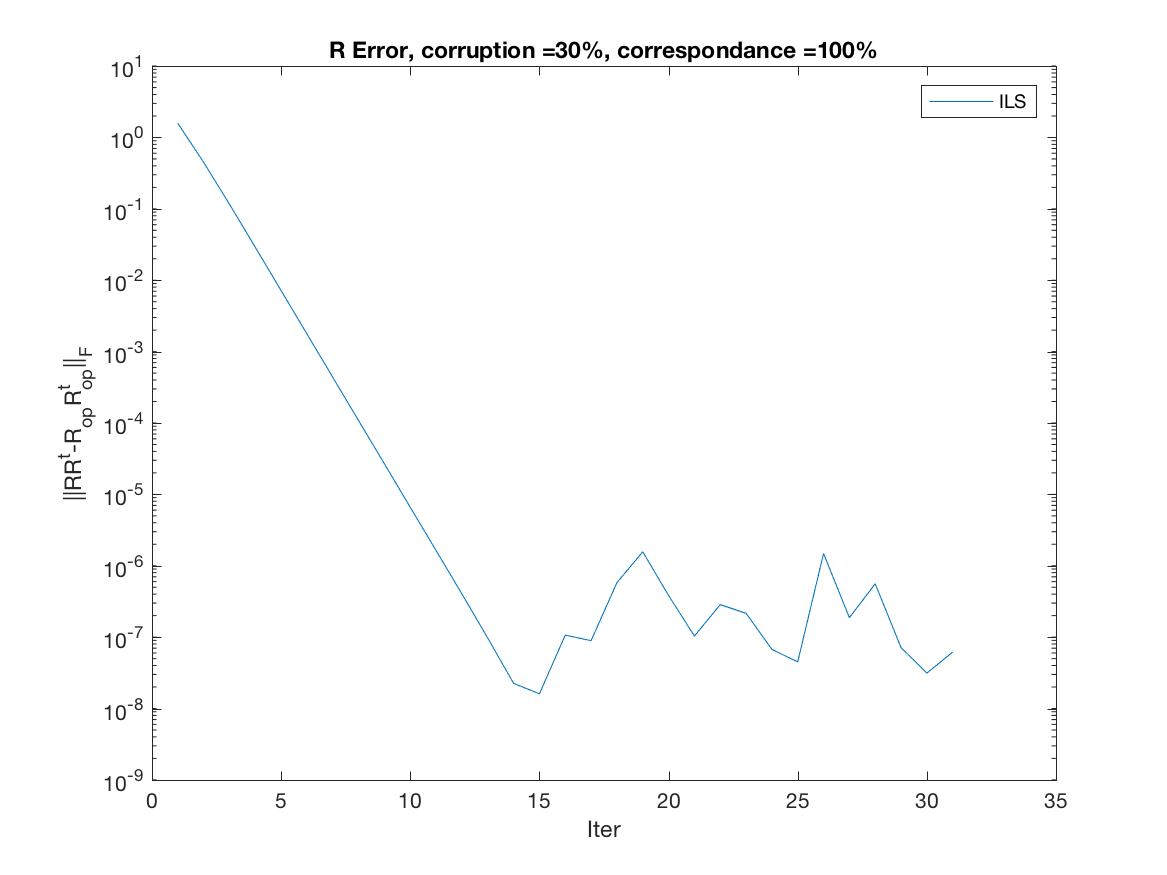 R Error, corruption =30%, correspondance =100%
ILS
10^1
10^0
10^-1
10^-2
10^-3
10^-4
10^-5
10^-6
10^-7
10^-8
10^-9
||RR^t-R_op R^t_op||_F
0 5 10 15 20 25 30 35
Iter